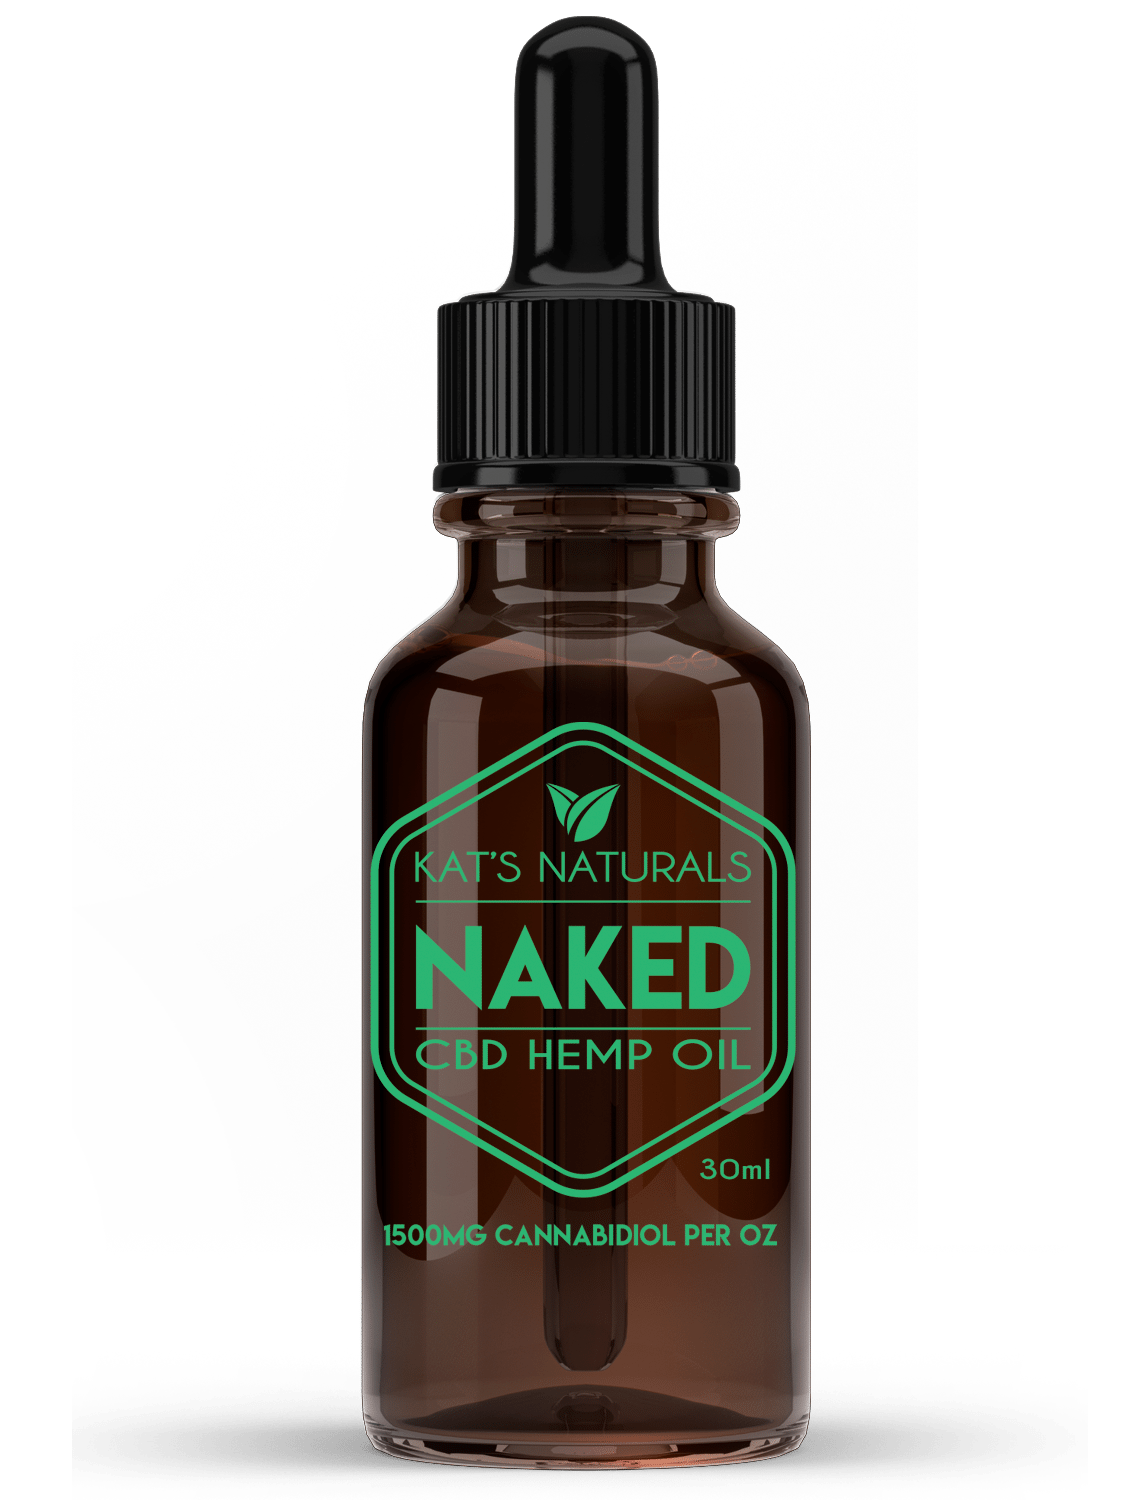 KAT'S NATURALS
NAKED
CBD HEMP OIL
30ml
1500MG CANNABIDIOL PER OZ